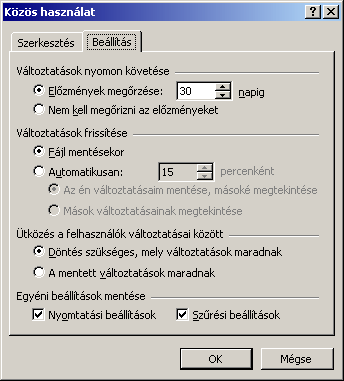 Közös használat
Szerkesztés Beállítás
Változtatások nyomon követése
Előzmények megőrzése: 30 napig
Nem kell megőrizni az előzményeket
Változtatások frissítése
Fájl mentésekor
Automatikusan: 15 percenként
Az én változtatásaim mentése, másoké megtekintése
Mások változtatásainak megtekintése
Ütközés a felhasználók változtatásai között
Döntés szükséges, mely változtatások maradnak
A mentett változtatások maradnak
Egyéni beállítások mentése
Nyomtatási beállítások Szűrési beállítások
OK Mégse